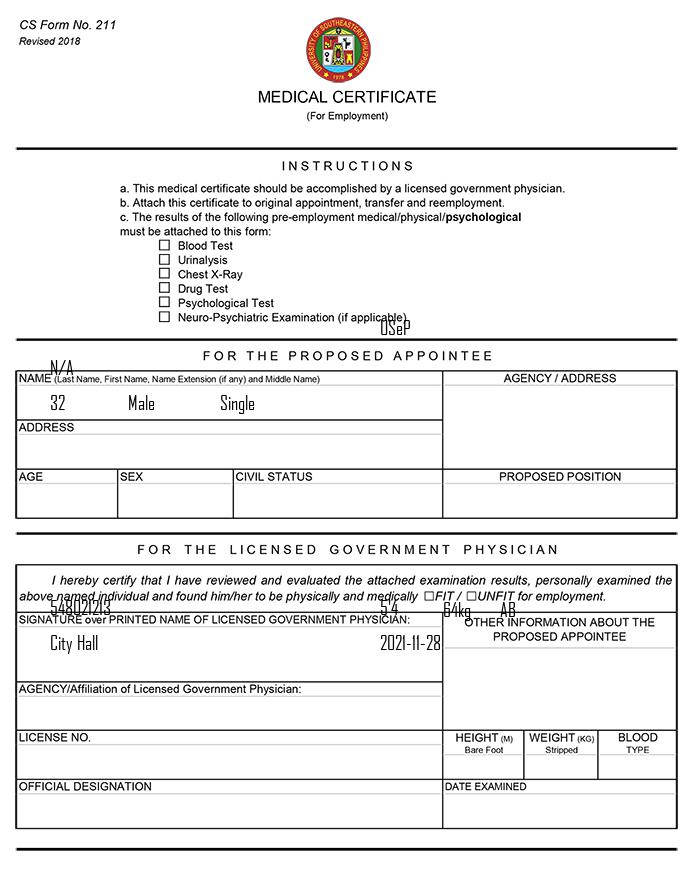 CS Form No. 211
Revised 2018
UNIVERSITY OF SOUTHEASTERN PHILIPPINES
1978
MEDICAL CERTIFICATE
(For Employment)
INSTRUCTIONS
a. This medical certificate should be accomplished by a licensed government physician.
b. Attach this certificate to original appointment, transfer and reemployment.
c. The results of the following pre-employment medical/physical/psychological
must be attached to this form:
☐ Blood Test
☐ Urinalysis
☐ Chest X-Ray
☐ Drug Test
☐ Psychological Test
☐ Neuro-Psychiatric Examination (if applicable)
USeP
FOR THE PROPOSED APPOINTEE
N/A
NAME (Last Name, First Name, Name Extension (if any) and Middle Name) AGENCY / ADDRESS
32 Male Single
ADDRESS
AGE SEX CIVIL STATUS PROPOSED POSITION
FOR THE LICENSED GOVERNMENT PHYSICIAN
I hereby certify that I have reviewed and evaluated the attached examination results, personally examined the
above named individual and found him/her to be physically and medically ☐FIT / ☐UNFIT for employment.
548021213 5'4 64kg AB
SIGNATURE over PRINTED NAME OF LICENSED GOVERNMENT PHYSICIAN: OTHER INFORMATION ABOUT THE
PROPOSED APPOINTEE
City Hall 2021-11-28
AGENCY/Affiliation of Licensed Government Physician:
LICENSE NO. HEIGHT (M) WEIGHT (KG) BLOOD
Bare Foot Stripped TYPE
OFFICIAL DESIGNATION DATE EXAMINED